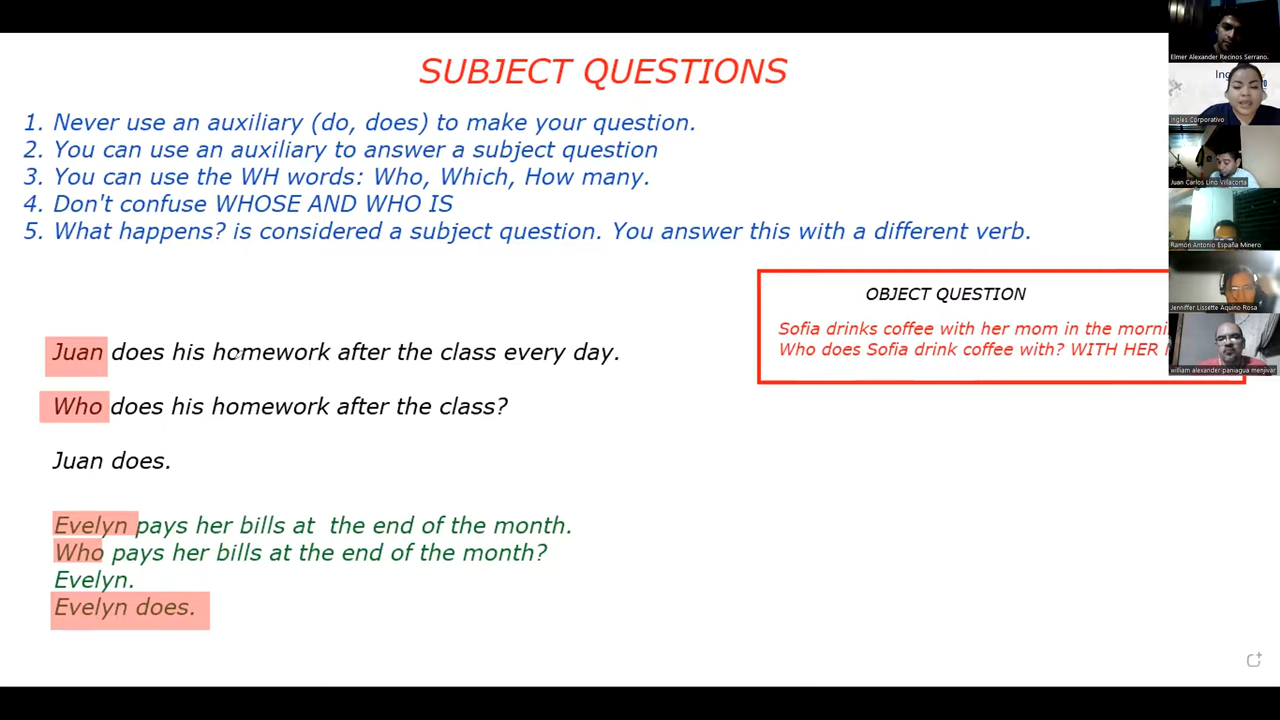 SUBJECT QUESTIONS
1. Never use an auxiliary (do, does) to make your question.
2. You can use an auxiliary to answer a subject question
3. You can use the WH words: Who, Which, How many.
4. Don't confuse WHOSE AND WHO IS
5. What happens? is considered a subject question. You answer this with a different verb.
OBJECT QUESTION
Sofia drinks coffee with her mom in the morni
Who does Sofia drink coffee with? WITH HER
Juan does his homework after the class every day.
Who does his homework after the class?
Juan does.
Evelyn pays her bills at the end of the month.
Who pays her bills at the end of the month?
Evelyn.
Evelyn does.
Elmer Alexander Recinos Serrano.
Ing
Ingles Corporativo
Juan Carlos Lino Villacorta
Ramón Antonio España Minero
Jenniffer Lissette Aquino Rosa
william alexander paniagua menjivar